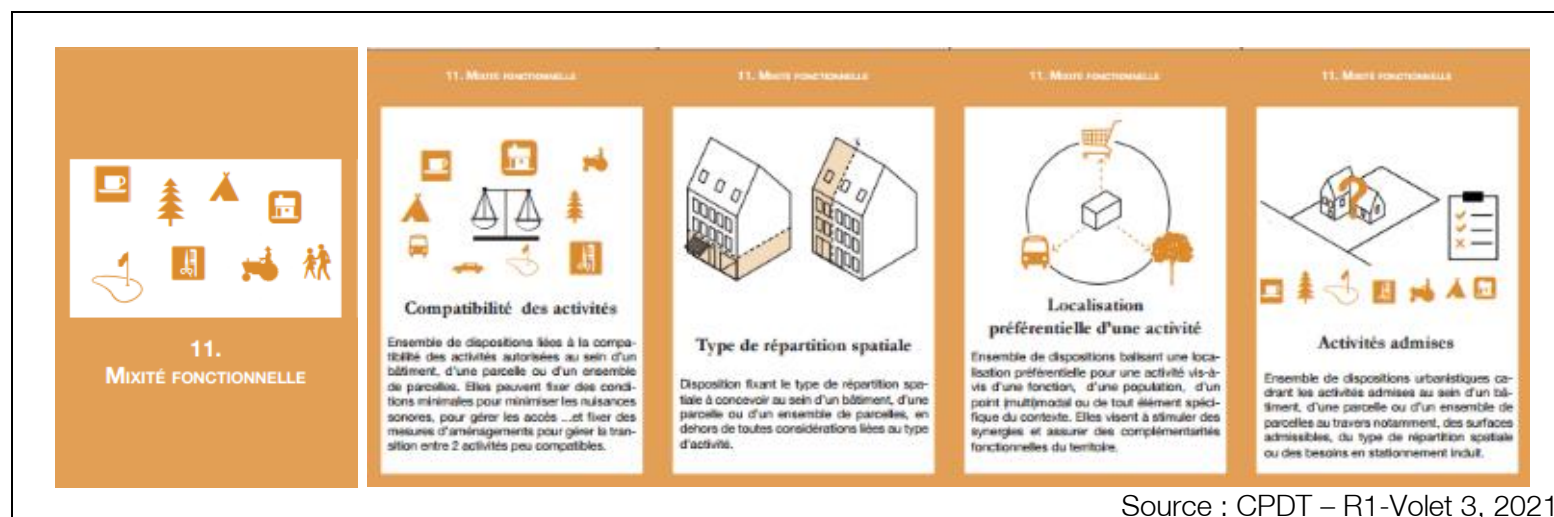 11.
MIXITÉ FONCTIONNELLE
11. MIXITÉ FONCTIONNELLE
Compatibilité des activités
Ensemble de dispositions liées à la compa-
tibilité des activités autorisées au sein d'un
bâtiment, d'une parcelle ou d'un ensemble
de parcelles. Elles peuvent fixer des condi-
tions minimales pour minimiser les nuisances
sonores, pour gérer les accès ...et fixer des
mesures d'aménagements pour gérer la tran-
sition entre 2 activités peu compatibles.
11. MIXITÉ FONCTIONNELLE
Type de répartition spatiale
Disposition fixant le type de répartition spa-
tiale à concevoir au sein d'un bâtiment, d'une
parcelle ou d'un ensemble de parcelles, en
dehors de toutes considérations liées au type
d'activité.
11. MIXITÉ FONCTIONNELLE
Localisation
préférentielle d'une activité
Ensemble de dispositions balisant une loca-
lisation préférentielle pour une activité vis-à-
vis d'une fonction, d'une population, d'un
point (multi)modal ou de tout élément spéci-
fique du contexte. Elles visent à stimuler des
synergies et assurer des complémentarités
fonctionnelles du territoire.
11. MIXITÉ FONCTIONNELLE
?
Activités admises
Ensemble de dispositions urbanistiques ca-
drant les activités admises au sein d'un bâ-
timent, d'une parcelle ou d'un ensemble de
parcelles au travers notamment, des surfaces
admissibles, du type de répartition spatiale
ou des besoins en stationnement induit.
Source : CPDT – R1-Volet 3, 2021